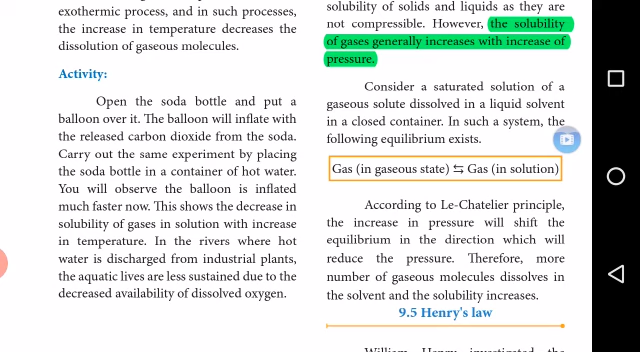 exothermic process, and in such processes,
the increase in temperature decreases the
dissolution of gaseous molecules.
Activity:
Open the soda bottle and put a
balloon over it. The balloon will inflate with
the released carbon dioxide from the soda.
Carry out the same experiment by placing
the soda bottle in a container of hot water.
You will observe the balloon is inflated
much faster now. This shows the decrease in
solubility of gases in solution with increase
in temperature. In the rivers where hot
water is discharged from industrial plants,
the aquatic lives are less sustained due to the
decreased availability of dissolved oxygen.
solubility of solids and liquids as they are
not compressible. However, the solubility
of gases generally increases with increase of
pressure.
Consider a saturated solution of a
gaseous solute dissolved in a liquid solvent
in a closed container. In such a system, the
following equilibrium exists.
Gas (in gaseous state) ⇆ Gas (in solution)
According to Le-Chatelier principle,
the increase in pressure will shift the
equilibrium in the direction which will
reduce the pressure. Therefore, more
number of gaseous molecules dissolves in
the solvent and the solubility increases.
9.5 Henry's law
William Henry investigated the